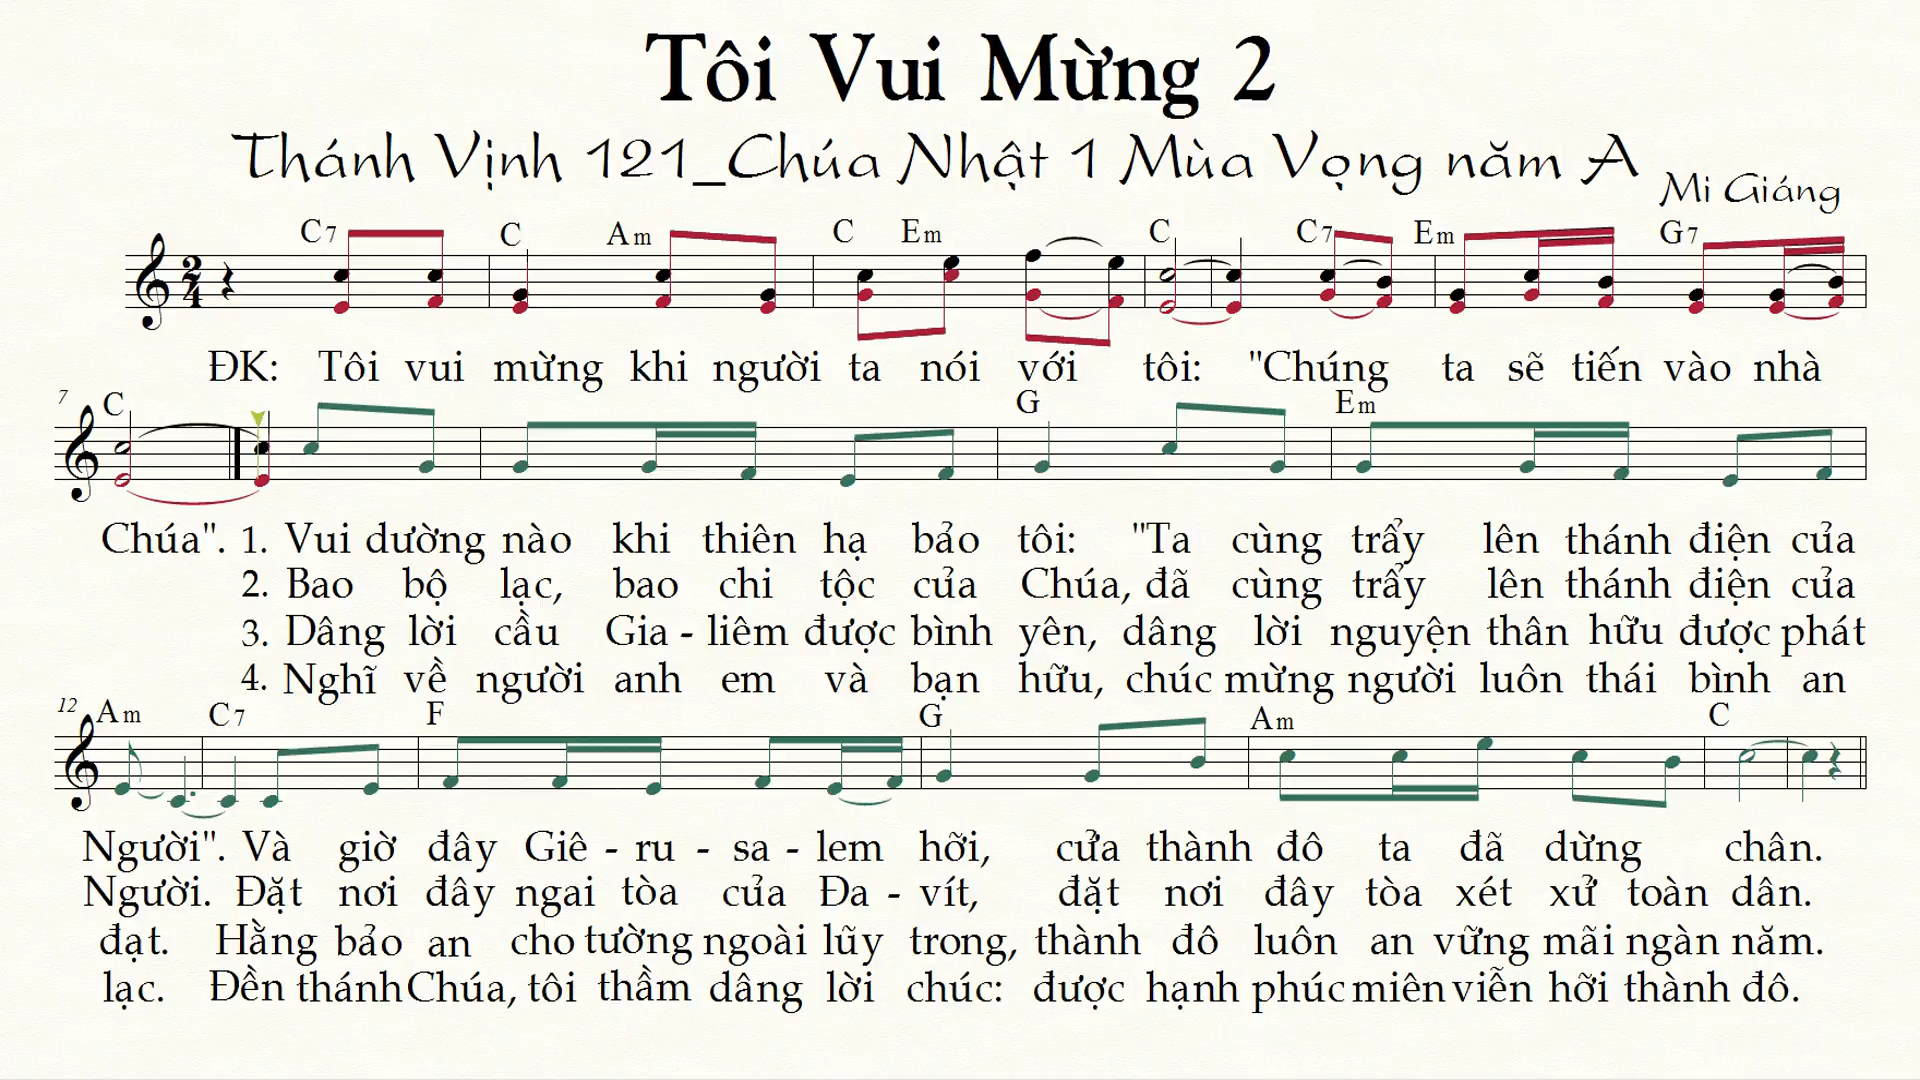 Tôi Vui Mừng 2
Thánh Vịnh 121_Chúa Nhật 1 Mùa Vọng năm A
Mi Giáng
C7 C Am C Em C C7 Em G7
2 4
ĐK: Tôi vui mừng khi người ta nói với tôi: "Chúng ta sẽ tiến vào nhà
7 C G Em
Chúa". 1. Vui dường nào khi thiên hạ bảo tôi: "Ta cùng trẩy lên thánh điện của
2. Bao bộ lạc, bao chi tộc của Chúa, đã cùng trẩy lên thánh điện của
3. Dâng lời cầu Gia - liêm được bình yên, dâng lời nguyện thân hữu được phát
4. Nghĩ về người anh em và bạn hữu, chúc mừng người luôn thái bình an
12 Am C7 F G Am C
Người". Và giờ đây Giê - ru - sa - lem hỡi, cửa thành đô ta đã dừng chân.
Người. Đặt nơi đây ngai tòa của Đa - vít, đặt nơi đây tòa xét xử toàn dân.
đạt. Hằng bảo an cho tường ngoài lũy trong, thành đô luôn an vững mãi ngàn năm.
lạc. Đền thánh Chúa, tôi thầm dâng lời chúc: được hạnh phúc miên viễn hỡi thành đô.